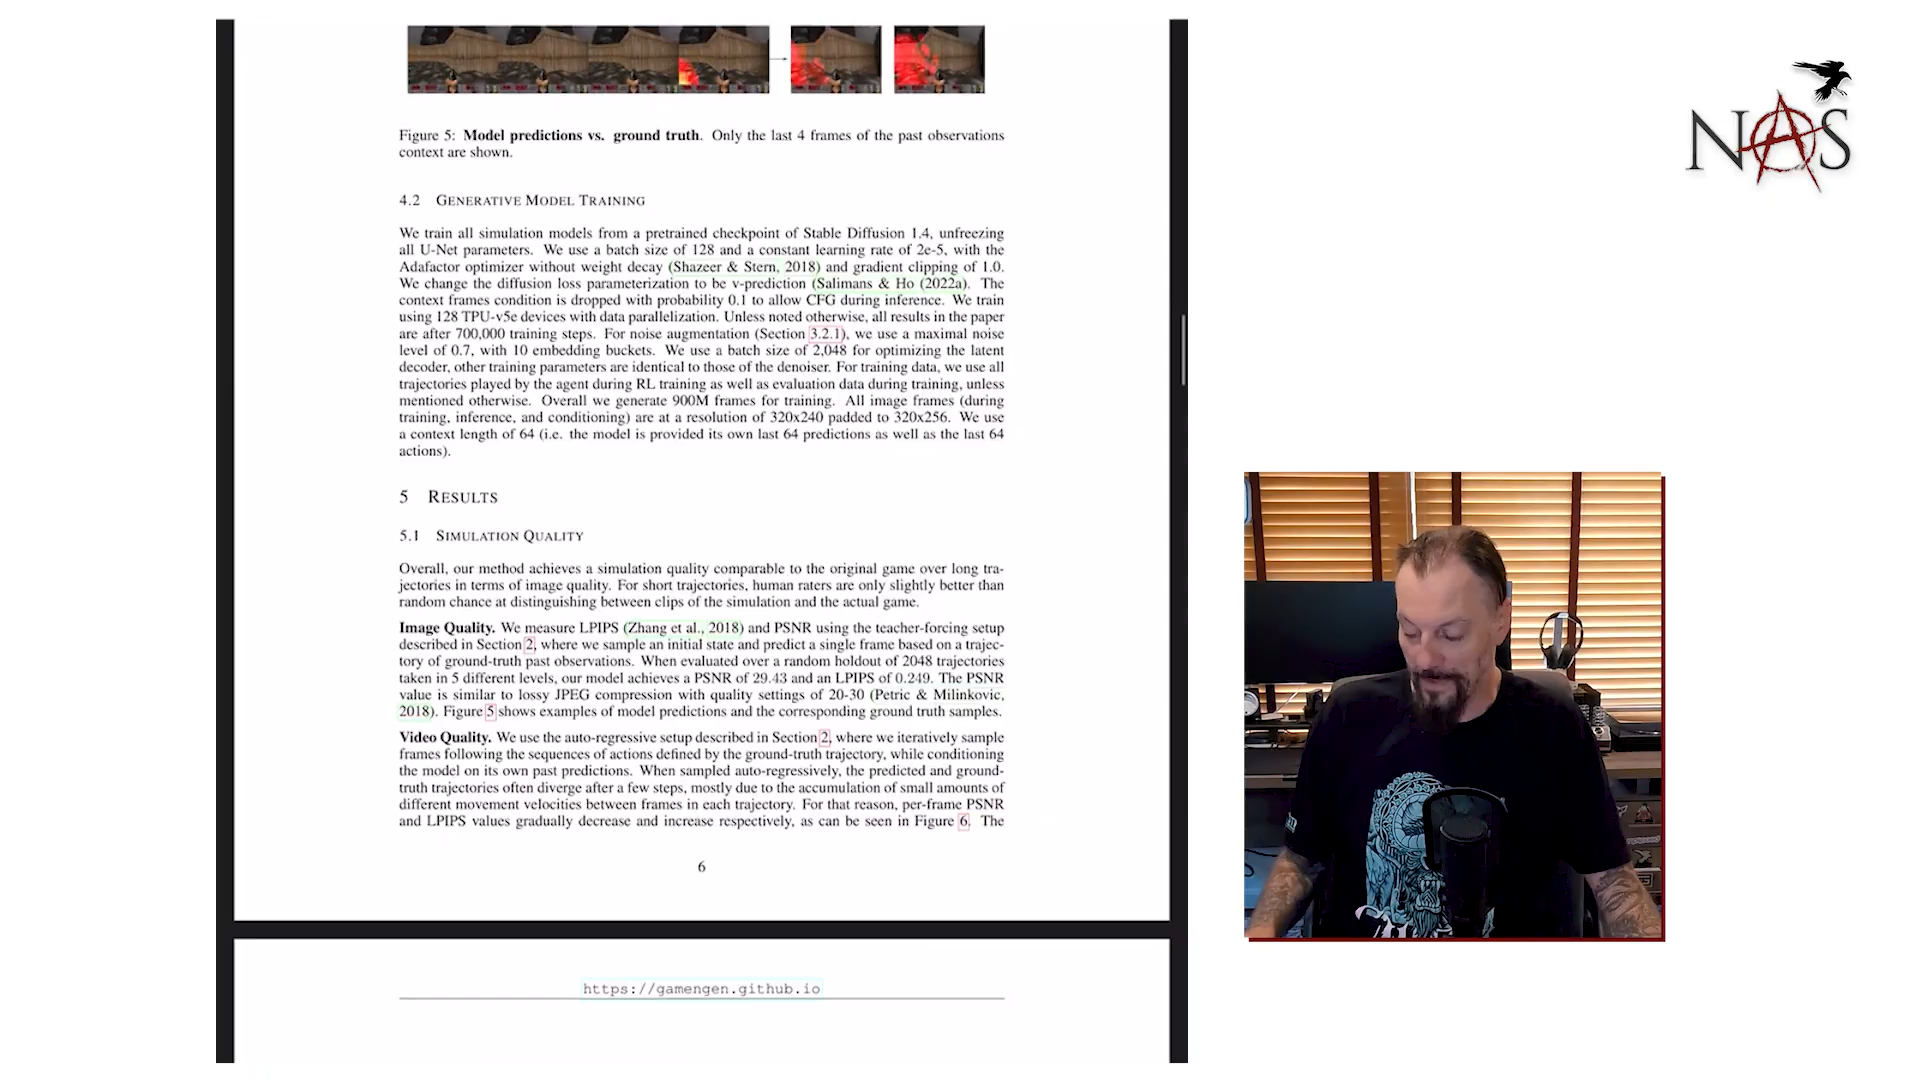 NAS
Figure 5: Model predictions vs. ground truth. Only the last 4 frames of the past observations
context are shown.
4.2 GENERATIVE MODEL TRAINING
We train all simulation models from a pretrained checkpoint of Stable Diffusion 1.4, unfreezing
all U-Net parameters. We use a batch size of 128 and a constant learning rate of 2e-5, with the
Adafactor optimizer without weight decay (Shazeer & Stern, 2018) and gradient clipping of 1.0.
We change the diffusion loss parameterization to be v-prediction (Salimans & Ho (2022a). The
context frames condition is dropped with probability 0.1 to allow CFG during inference. We train
using 128 TPU-v5e devices with data parallelization. Unless noted otherwise, all results in the paper
are after 700,000 training steps. For noise augmentation (Section 3.2.1), we use a maximal noise
level of 0.7, with 10 embedding buckets. We use a batch size of 2,048 for optimizing the latent
decoder, other training parameters are identical to those of the denoiser. For training data, we use all
trajectories played by the agent during RL training as well as evaluation data during training, unless
mentioned otherwise. Overall we generate 900M frames for training. All image frames (during
training, inference, and conditioning) are at a resolution of 320x240 padded to 320x256. We use
a context length of 64 (i.e. the model is provided its own last 64 predictions as well as the last 64
actions).
5 RESULTS
5.1 SIMULATION QUALITY
Overall, our method achieves a simulation quality comparable to the original game over long tra-
jectories in terms of image quality. For short trajectories, human raters are only slightly better than
random chance at distinguishing between clips of the simulation and the actual game.
Image Quality. We measure LPIPS (Zhang et al., 2018) and PSNR using the teacher-forcing setup
described in Section 2, where we sample an initial state and predict a single frame based on a trajec-
tory of ground-truth past observations. When evaluated over a random holdout of 2048 trajectories
taken in 5 different levels, our model achieves a PSNR of 29.43 and an LPIPS of 0.249. The PSNR
value is similar to lossy JPEG compression with quality settings of 20-30 (Petric & Milinkovic,
2018). Figure 5 shows examples of model predictions and the corresponding ground truth samples.
Video Quality. We use the auto-regressive setup described in Section 2, where we iteratively sample
frames following the sequences of actions defined by the ground-truth trajectory, while conditioning
the model on its own past predictions. When sampled auto-regressively, the predicted and ground-
truth trajectories often diverge after a few steps, mostly due to the accumulation of small amounts of
different movement velocities between frames in each trajectory. For that reason, per-frame PSNR
and LPIPS values gradually decrease and increase respectively, as can be seen in Figure 6. The
6
https://gamengen.github.io